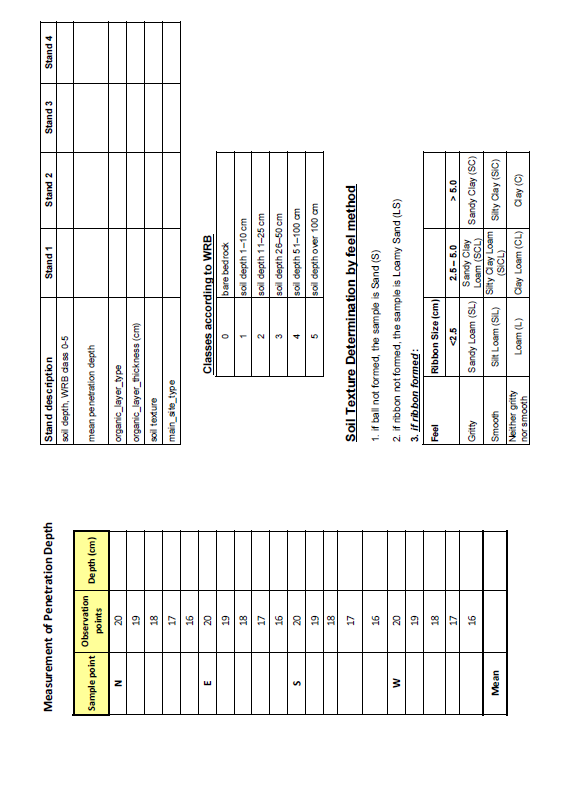 Measurement of Penetration Depth
Sample point Observation points Depth (cm)
N 20
19
18
17
16
E 20
19
18
17
16
S 20
19
18
17
16
W 20
19
18
17
16
Mean
Stand description Stand 1 Stand 2 Stand 3 Stand 4
soil depth, WRB class 0-5
mean penetration depth
organic_layer_type
organic_layer_thickness (cm)
soil texture
main_site_type
Classes according to WRB
0 bare bedrock
1 soil depth 1–10 cm
2 soil depth 11–25 cm
3 soil depth 26–50 cm
4 soil depth 51–100 cm
5 soil depth over 100 cm
Soil Texture Determination by feel method
1. if ball not formed, the sample is Sand (S)
2. if ribbon not formed, the sample is Loamy Sand (LS)
3. if ribbon formed:
Feel Ribbon Size (cm)
<2.5 2.5 – 5.0 > 5.0
Gritty Sandy Loam (SL) Sandy Clay Loam (SCL) Sandy Clay (SC)
Smooth Silt Loam (SiL) Silty Clay Loam (SiCL) Silty Clay (SiC)
Neither gritty nor smooth Loam (L) Clay Loam (CL) Clay (C)